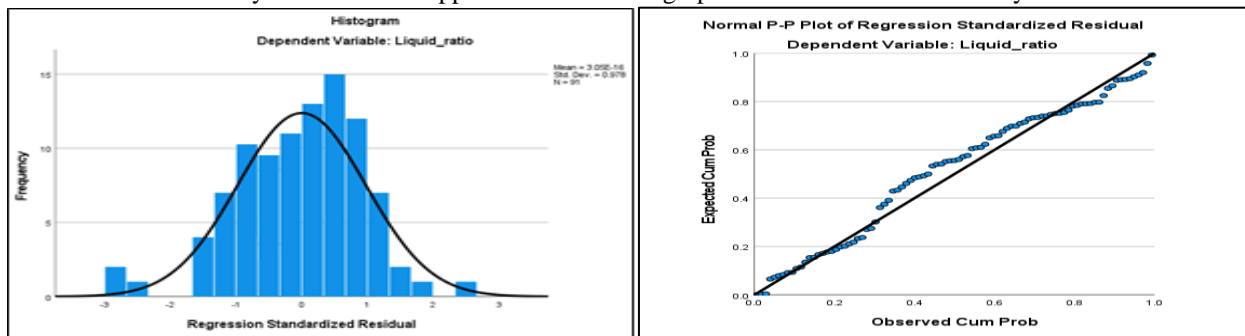 Histogram
Dependent Variable: Liquid_ratio
Mean = 3.05E-16
Std. Dev. = 0.978
N = 91
Frequency
15
10
5
0
-3 -2 -1 0 1 2 3
Regression Standardized Residual
Normal P-P Plot of Regression Standardized Residual
Dependent Variable: Liquid_ratio
Expected Cum Prob
1.0
0.8
0.6
0.4
0.2
0.0
0.0 0.2 0.4 0.6 0.8 1.0
Observed Cum Prob